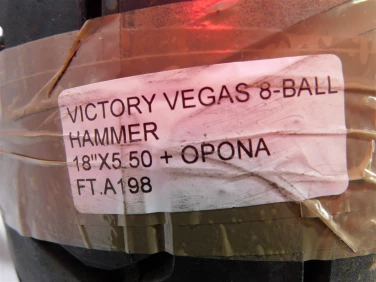 VICTORY VEGAS 8-BALL
HAMMER
18"X5.50 + OPONA
FT.A198